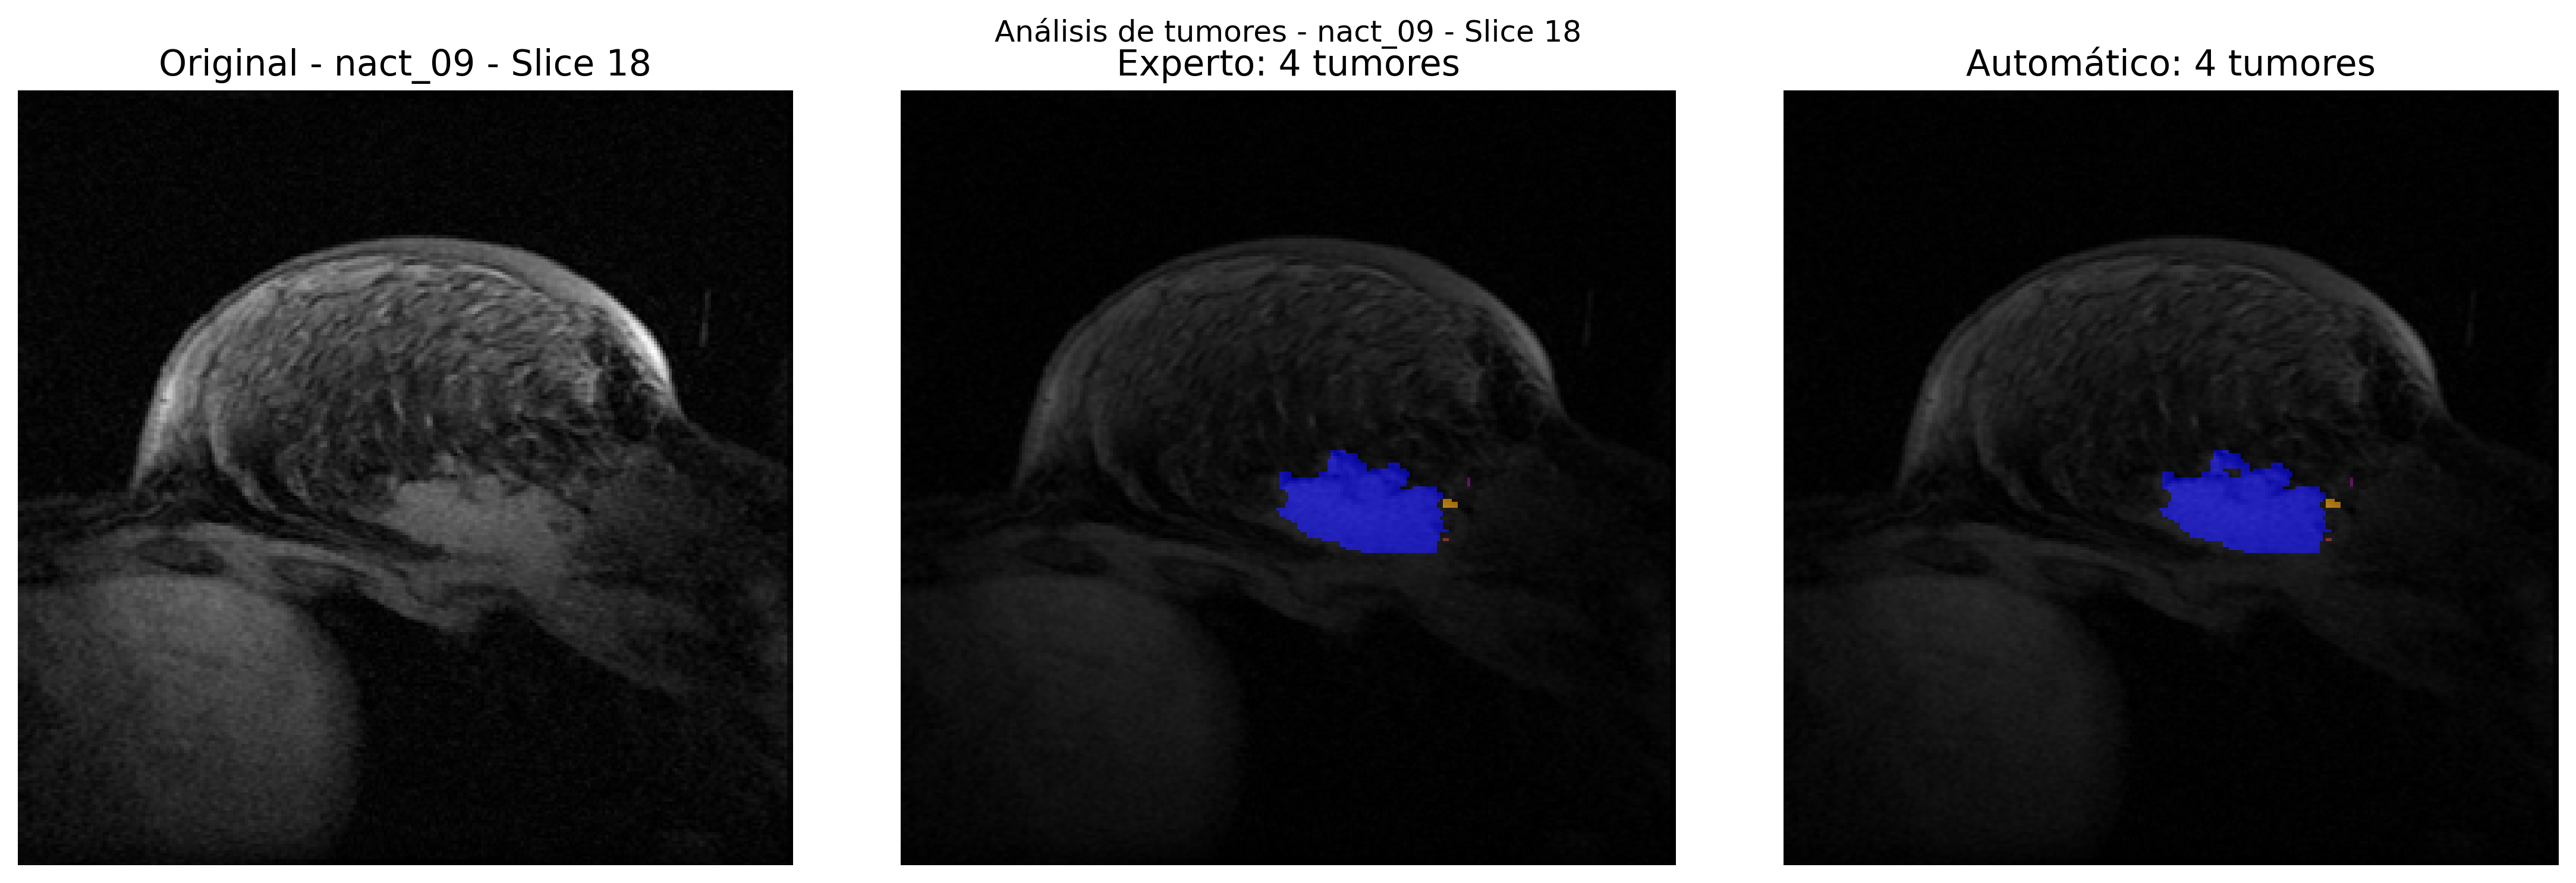 Análisis de tumores - nact_09 - Slice 18
Original - nact_09 - Slice 18
Experto: 4 tumores
Automático: 4 tumores